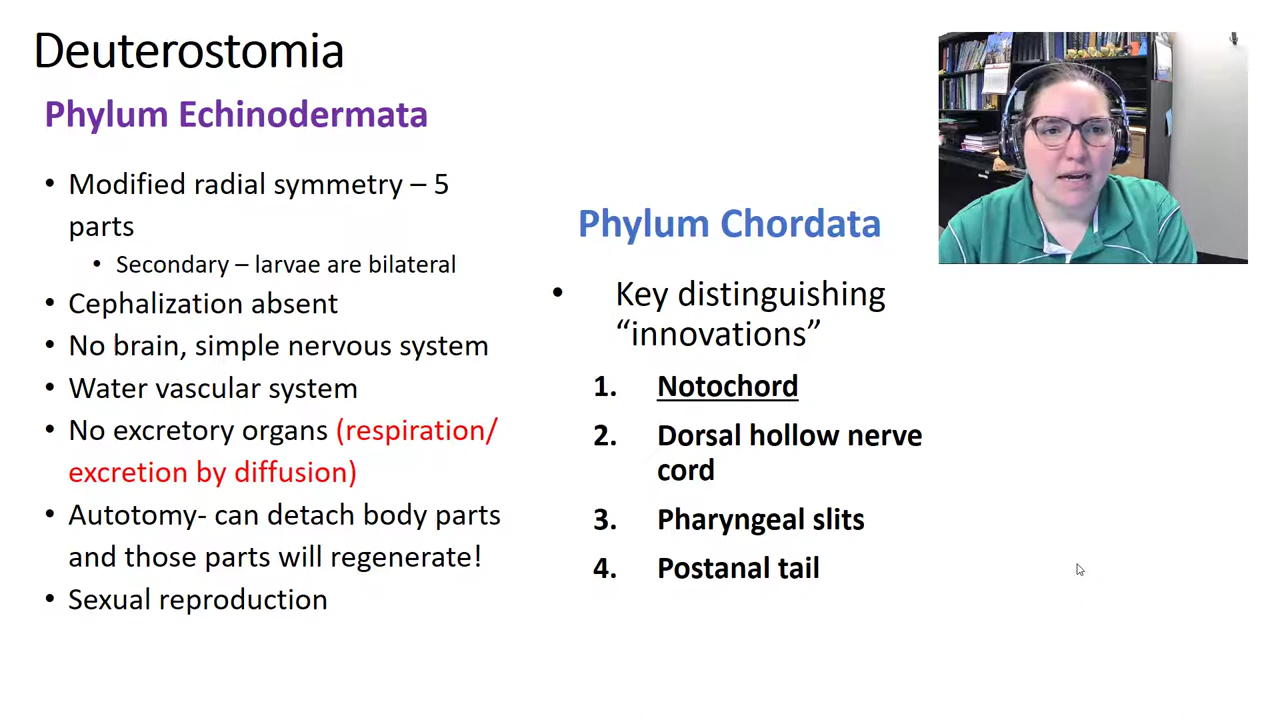 Deuterostomia
Phylum Echinodermata
• Modified radial symmetry – 5
parts
• Secondary – larvae are bilateral
• Cephalization absent
• No brain, simple nervous system
• Water vascular system
• No excretory organs (respiration/
excretion by diffusion)
• Autotomy- can detach body parts
and those parts will regenerate!
• Sexual reproduction
Phylum Chordata
• Key distinguishing
“innovations”
1. Notochord
2. Dorsal hollow nerve
cord
3. Pharyngeal slits
4. Postanal tail